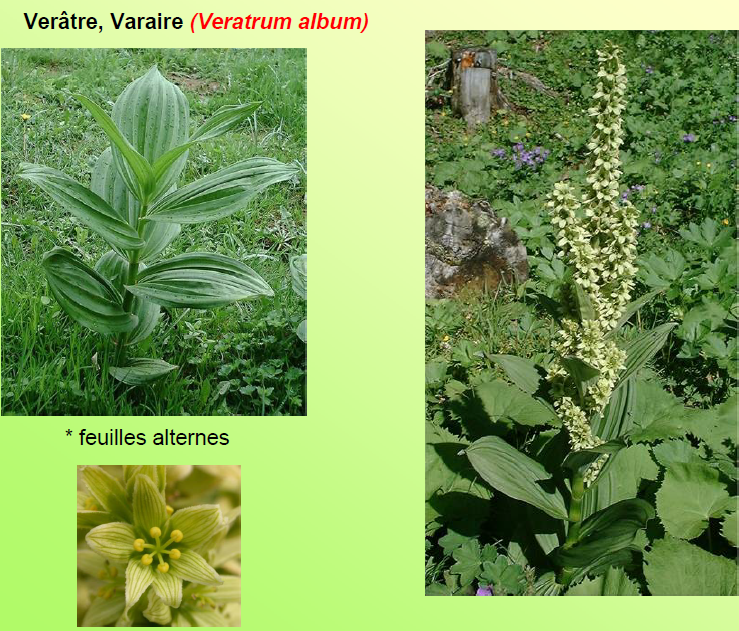 Verâtre, Varaire (Veratrum album)
* feuilles alternes